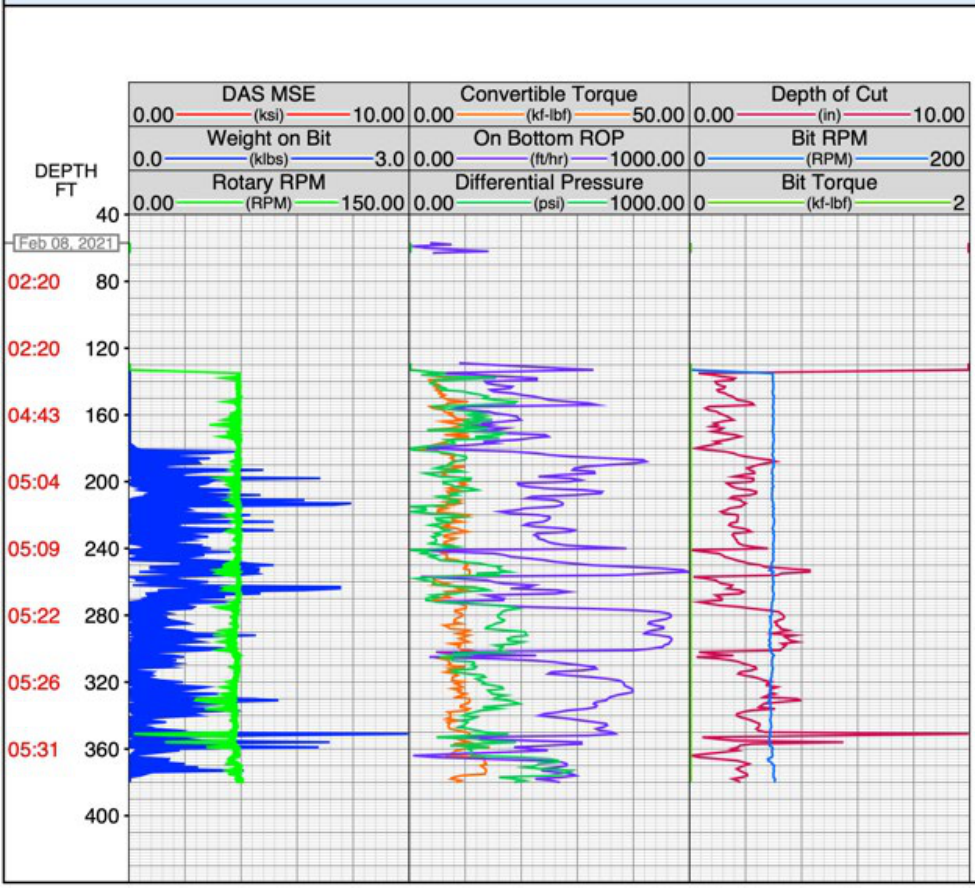 DAS MSE
0.00 (ksi) 10.00
Convertible Torque
0.00 (kf-lbf) 50.00
Depth of Cut
0.00 (in) 10.00
Weight on Bit
0.0 (klbs) 3.0
On Bottom ROP
0.00 (ft/hr) 1000.00
Bit RPM
0 (RPM) 200
DEPTH
FT
Rotary RPM
0.00 (RPM) 150.00
Differential Pressure
0.00 (psi) 1000.00
Bit Torque
0 (kf-lbf) 2
40
Feb 08, 2021
02:20 80
02:20 120
04:43 160
05:04 200
05:09 240
05:22 280
05:26 320
05:31 360
400